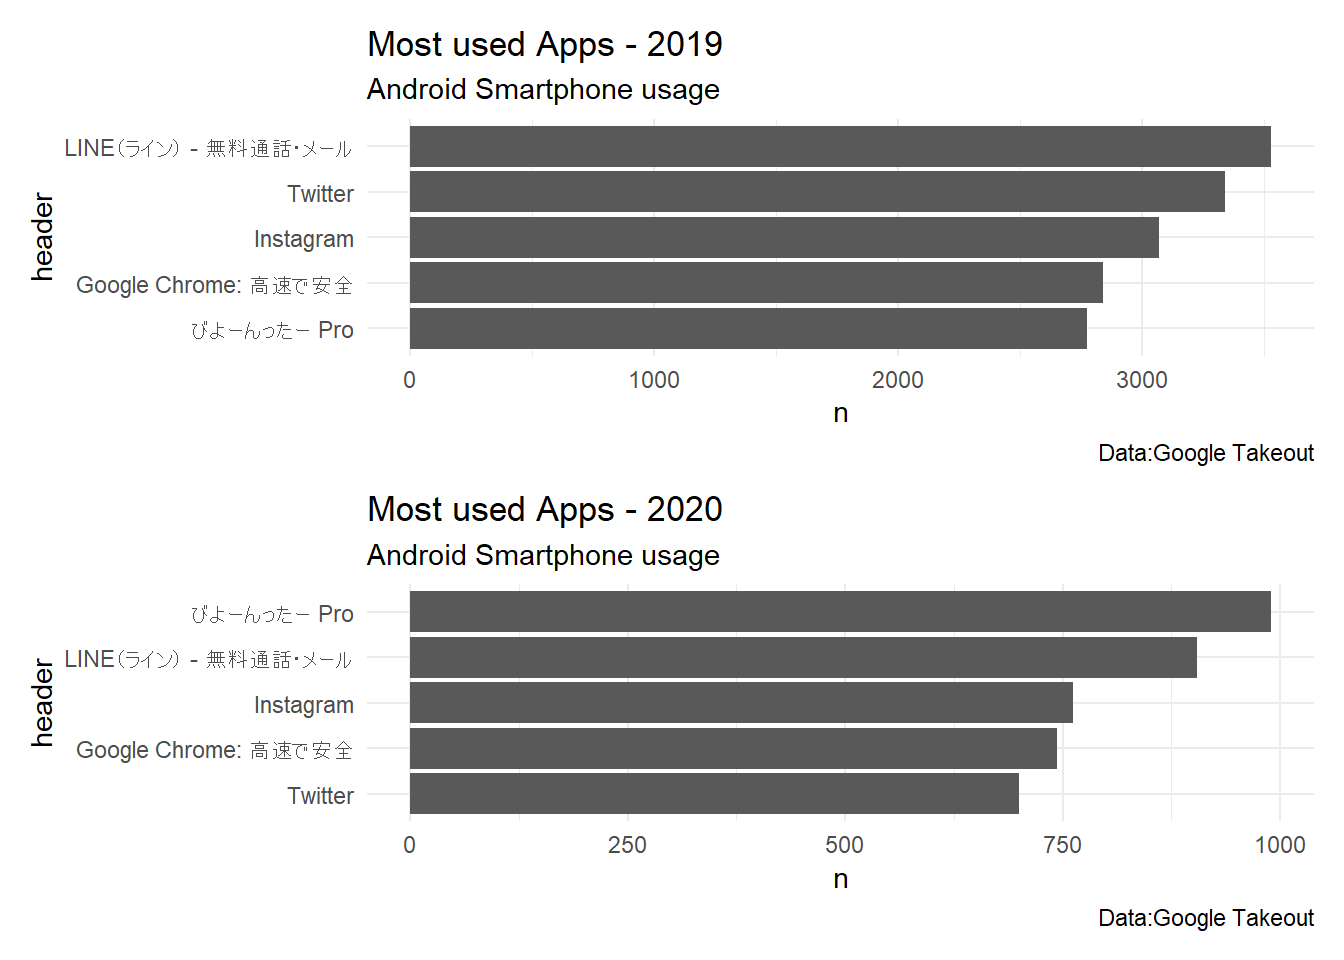 Most used Apps - 2019
Android Smartphone usage
header
LINE(ライン) - 無料通話・メール
Twitter
Instagram
Google Chrome: 高速で安全
びよーんったー Pro
0 1000 2000 3000
n
Data:Google Takeout
Most used Apps - 2020
Android Smartphone usage
header
びよーんったー Pro
LINE(ライン) - 無料通話・メール
Instagram
Google Chrome: 高速で安全
Twitter
0 250 500 750 1000
n
Data:Google Takeout